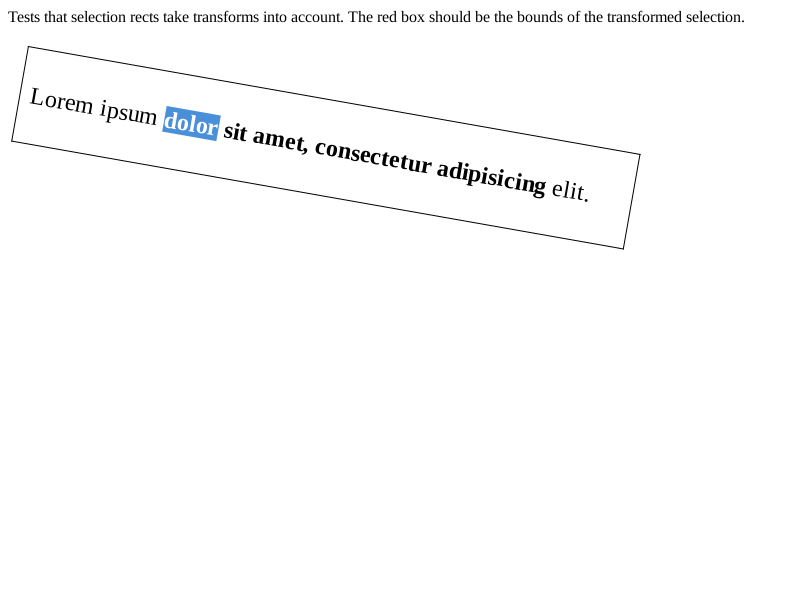 Tests that selection rects take transforms into account. The red box should be the bounds of the transformed selection.
Lorem ipsum dolor sit amet, consectetur adipisicing elit.